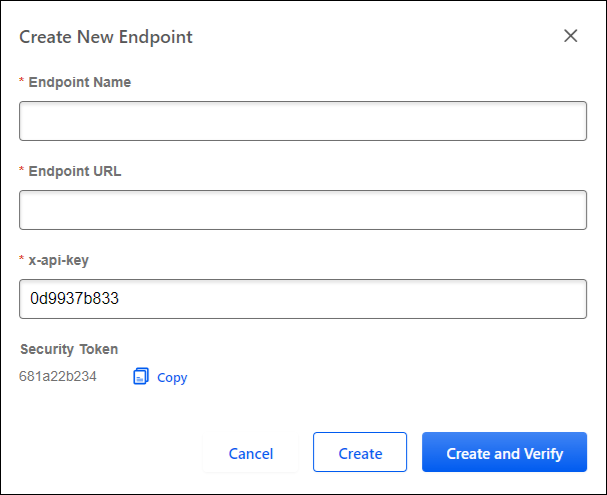 Create New Endpoint
* Endpoint Name
* Endpoint URL
* x-api-key
0d9937b833
Security Token
681a22b234 Copy
Cancel Create Create and Verify